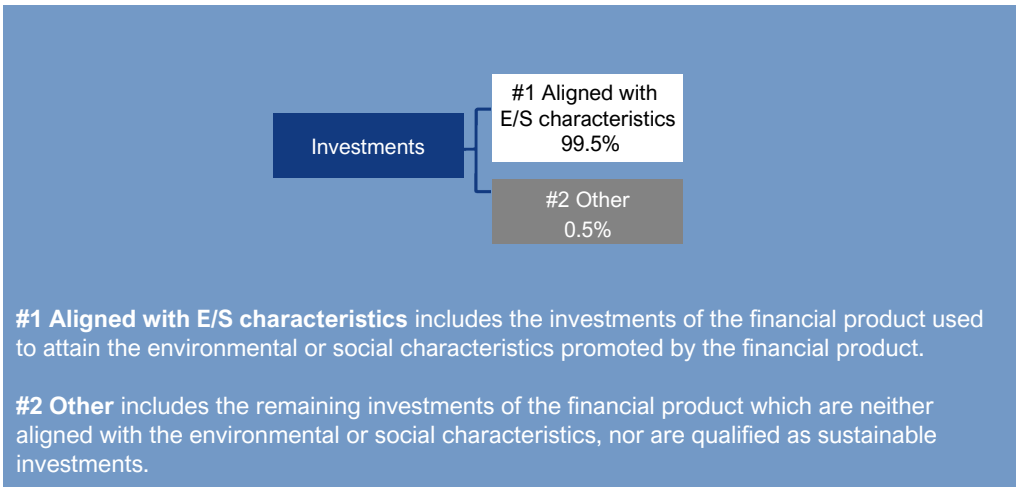 #1 Aligned with
E/S characteristics
99.5%
Investments
#2 Other
0.5%
#1 Aligned with E/S characteristics includes the investments of the financial product used
to attain the environmental or social characteristics promoted by the financial product.
#2 Other includes the remaining investments of the financial product which are neither
aligned with the environmental or social characteristics, nor are qualified as sustainable
investments.